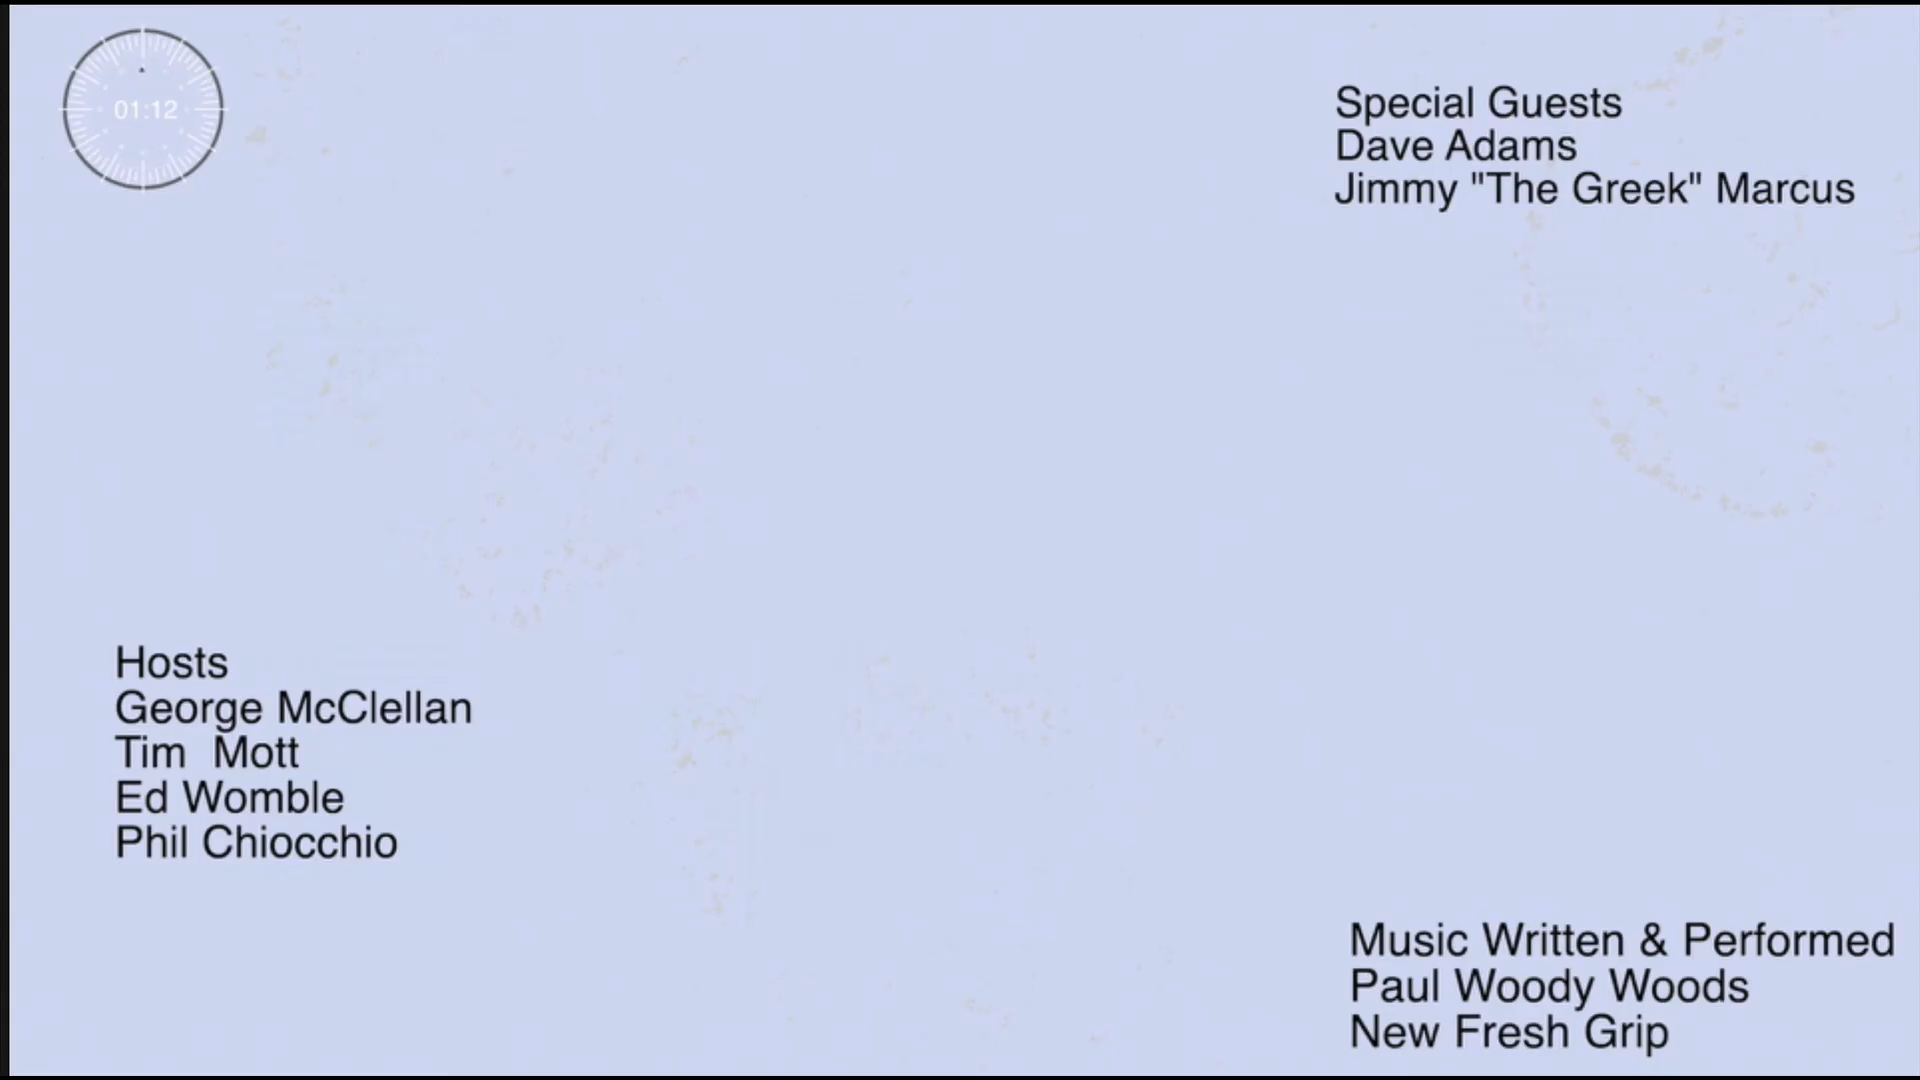 01:12
Special Guests
Dave Adams
Jimmy "The Greek" Marcus
Hosts
George McClellan
Tim  Mott
Ed Womble
Phil Chiocchio
Music Written & Performed
Paul Woody Woods
New Fresh Grip